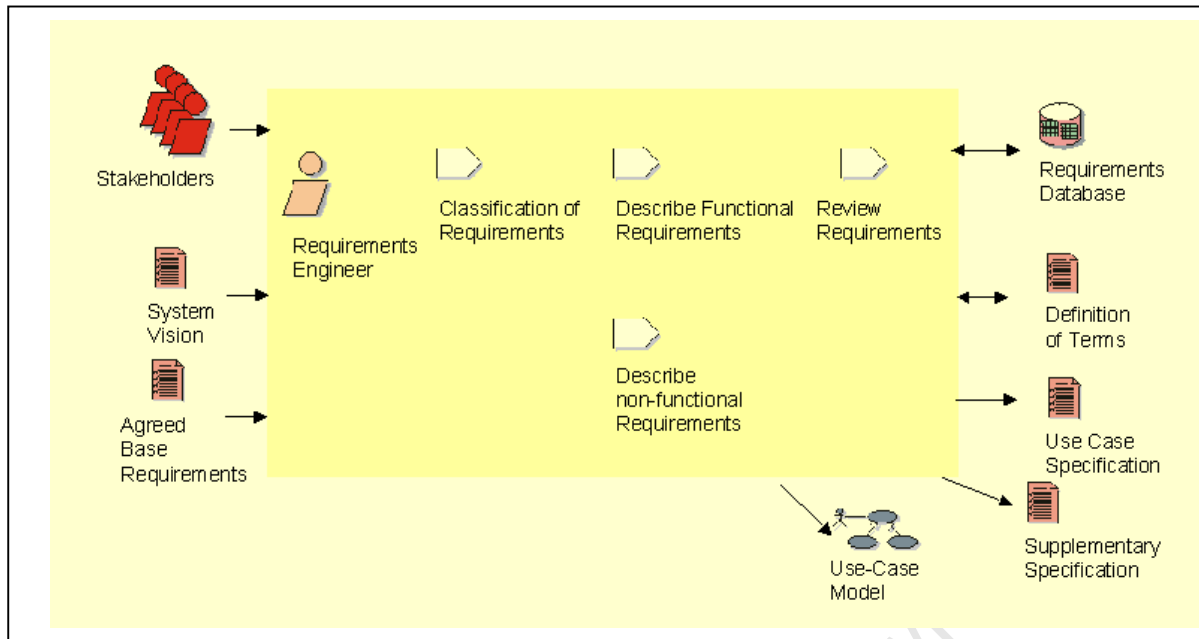 Stakeholders
System
Vision
Agreed
Base
Requirements
Requirements
Engineer
Classification of
Requirements
Describe Functional
Requirements
Review
Requirements
Describe
non-functional
Requirements
Requirements
Database
Definition
of Terms
Use Case
Specification
Supplementary
Specification
Use-Case
Model